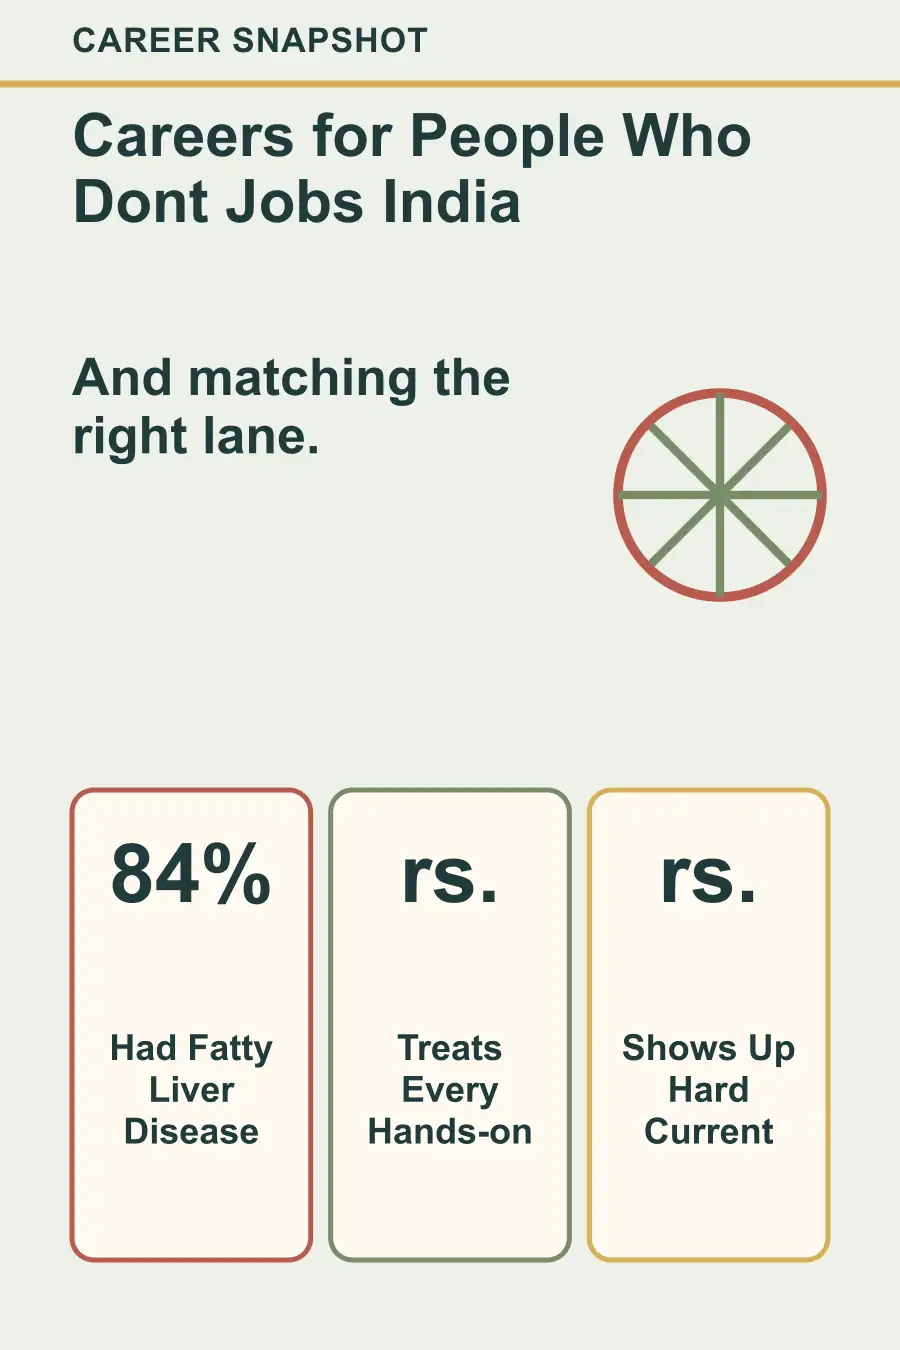 CAREER SNAPSHOT
Careers for People Who
Dont Jobs India
And matching the
right lane.
84%
Had Fatty
Liver
Disease
rs.
Treats
Every
Hands-on
rs.
Shows Up
Hard
Current